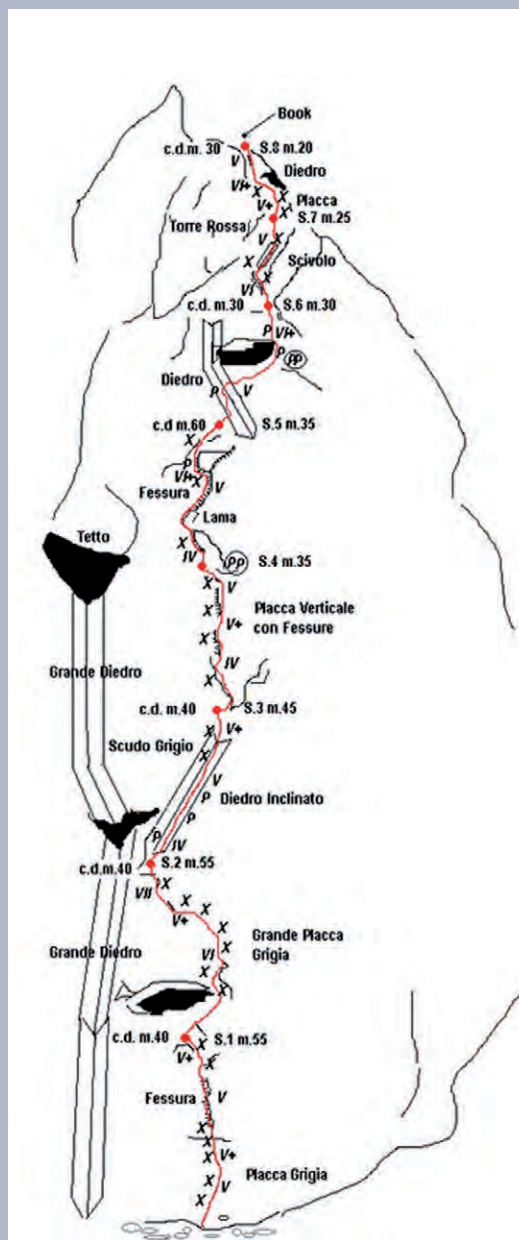 Book
c.d.m. 30 V S.8 m.20
Diedro
VI+
X X
Placca
V+ X
S.7 m.25
Torre Rossa
V X
Scivolo
X X
VI
c.d m.30 S.6 m.30
P VI+
P PP
Diedro
P V
c.d m.60 S.5 m.35
X
P
VI+ X V
Fessura
Lama
Tetto
X
IV PP S.4 m.35
X V
X Placca Verticale
V+ con Fessure
X
Grande Diedro
IV
X
c.d. m.40 S.3 m.45
X V+
Scudo Grigio
V
P Diedro Inclinato
P
P
IV
c.d.m.40 S.2 m.55
VII X
X X
V+ X
Grande Placca
Grigia
X
VI
Grande Diedro
X
X
c.d. m.40 X S.1 m.55
V+
X
Fessura V
X
X
X V+
X V
Placca Grigia
X